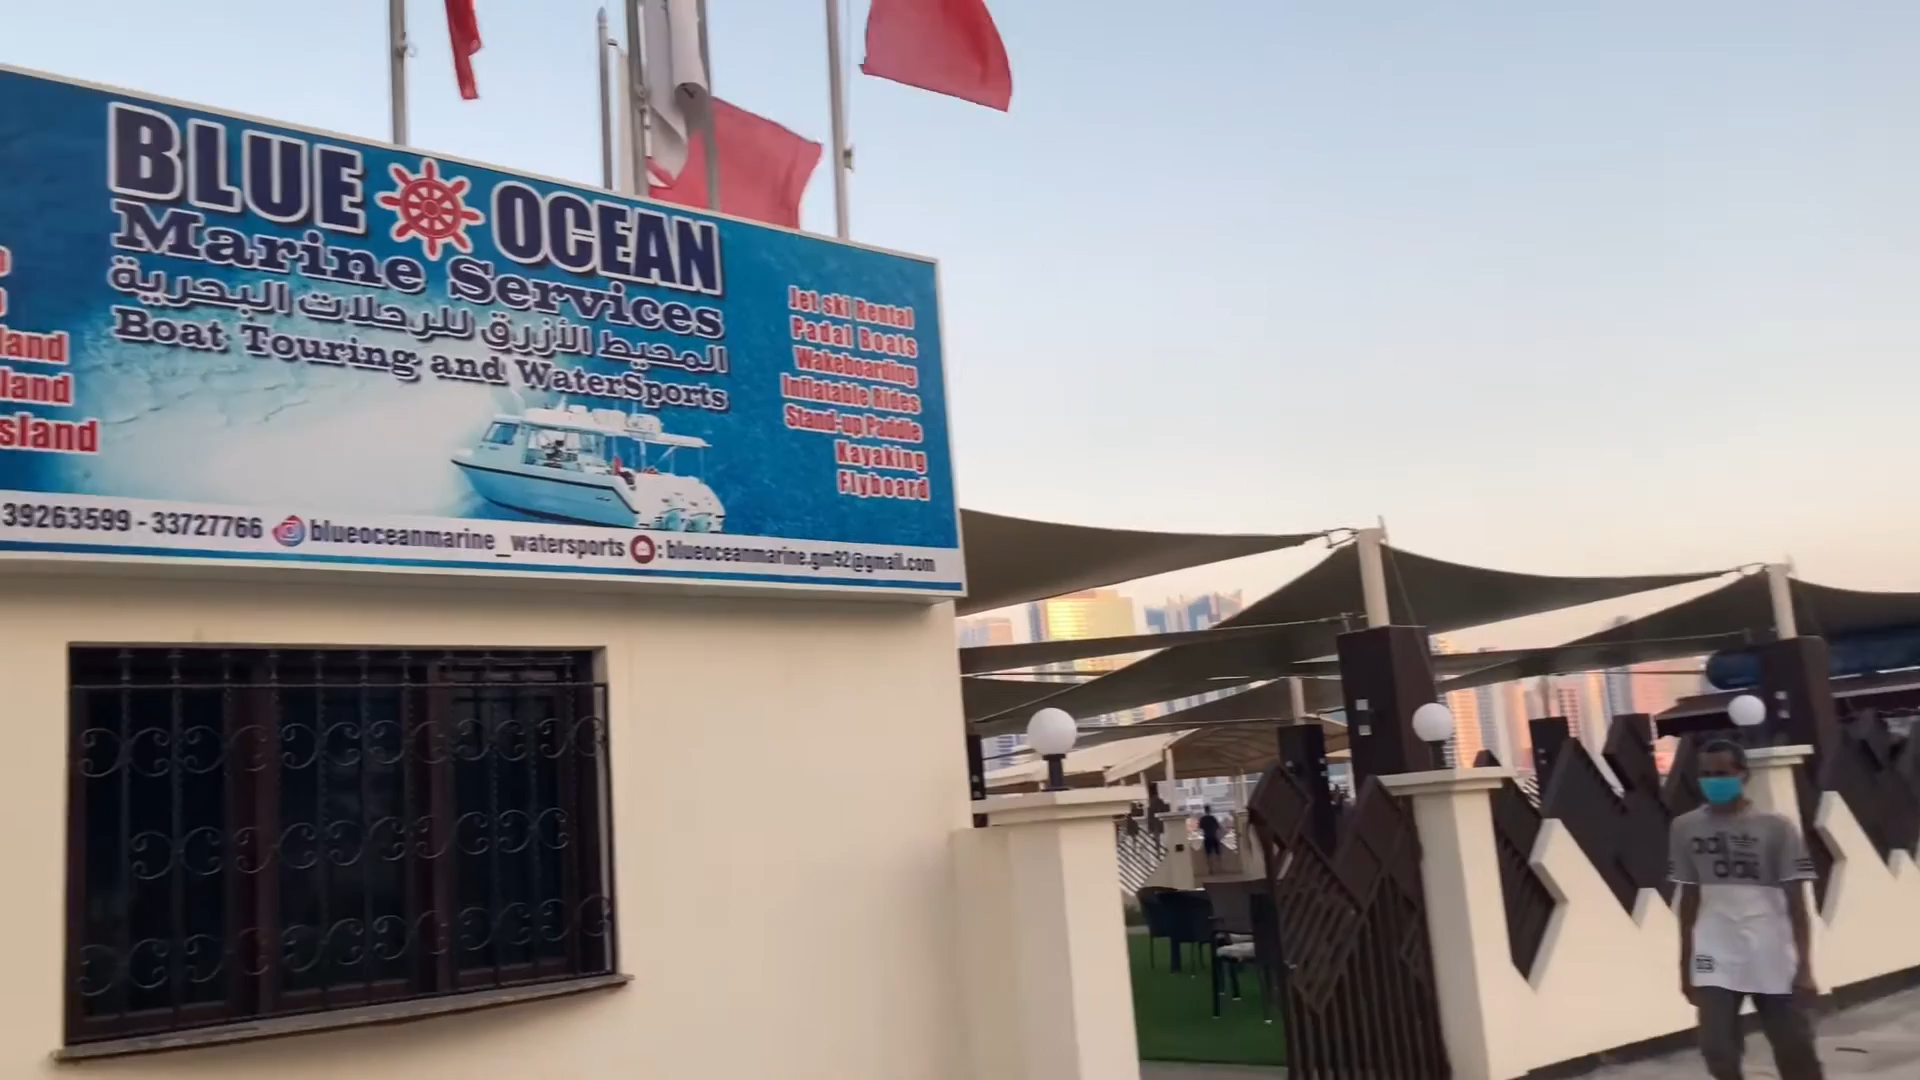 BLUE OCEAN
Marine Services
المحيط الأزرق للرحلات البحرية
Boat Touring and WaterSports
land
land
sland
Jet ski Rental
Padal Boats
Wakeboarding
Inflatable Rides
Stand-up Paddle
Kayaking
Flyboard
39263599 - 33727766 blueoceanmarine_watersports : blueoceanmarine.gm92@gmail.com